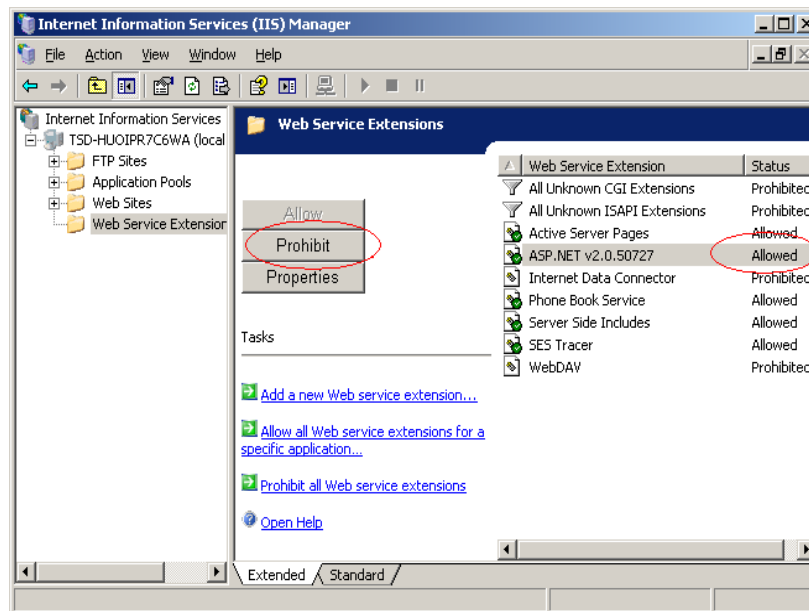 Internet Information Services (IIS) Manager
File Action View Window Help
Internet Information Services
TSD-HUOIPR7C6WA (local
FTP Sites
Application Pools
Web Sites
Web Service Extension
Web Service Extensions
Allow
Prohibit
Properties
Tasks
Add a new Web service extension...
Allow all Web service extensions for a
specific application...
Prohibit all Web service extensions
Open Help
Web Service Extension Status
All Unknown CGI Extensions Prohibited
All Unknown ISAPI Extensions Prohibited
Active Server Pages Allowed
ASP.NET v2.0.50727 Allowed
Internet Data Connector Prohibited
Phone Book Service Allowed
Server Side Includes Allowed
SES Tracer Allowed
WebDAV Prohibited
Extended Standard